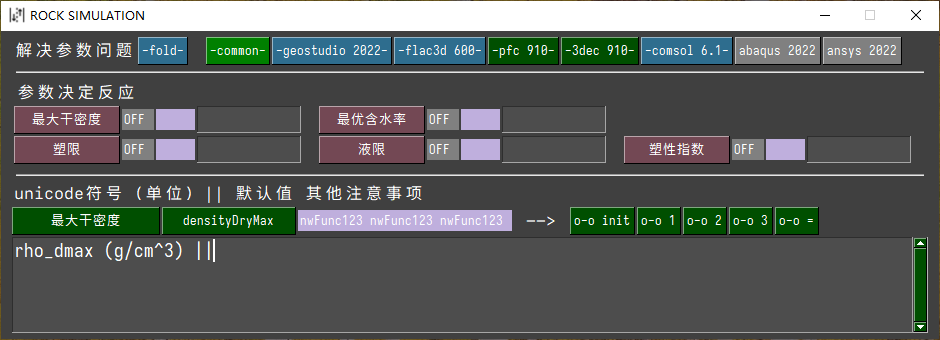 ROCK SIMULATION
解决参数问题 -fold- -common- -geostudio 2022- -flac3d 600- -pfc 910- -3dec 910- -comsol 6.1- abaqus 2022 ansys 2022
参数决定反应
最大干密度 OFF 最优含水率 OFF
塑限 OFF 液限 OFF 塑性指数 OFF
unicode符号 (单位) || 默认值 其他注意事项
最大干密度 densityDryMax nwFunc123 nwFunc123 nwFunc123 --> o-o init o-o 1 o-o 2 o-o 3 o-o =
rho_dmax (g/cm^3) ||